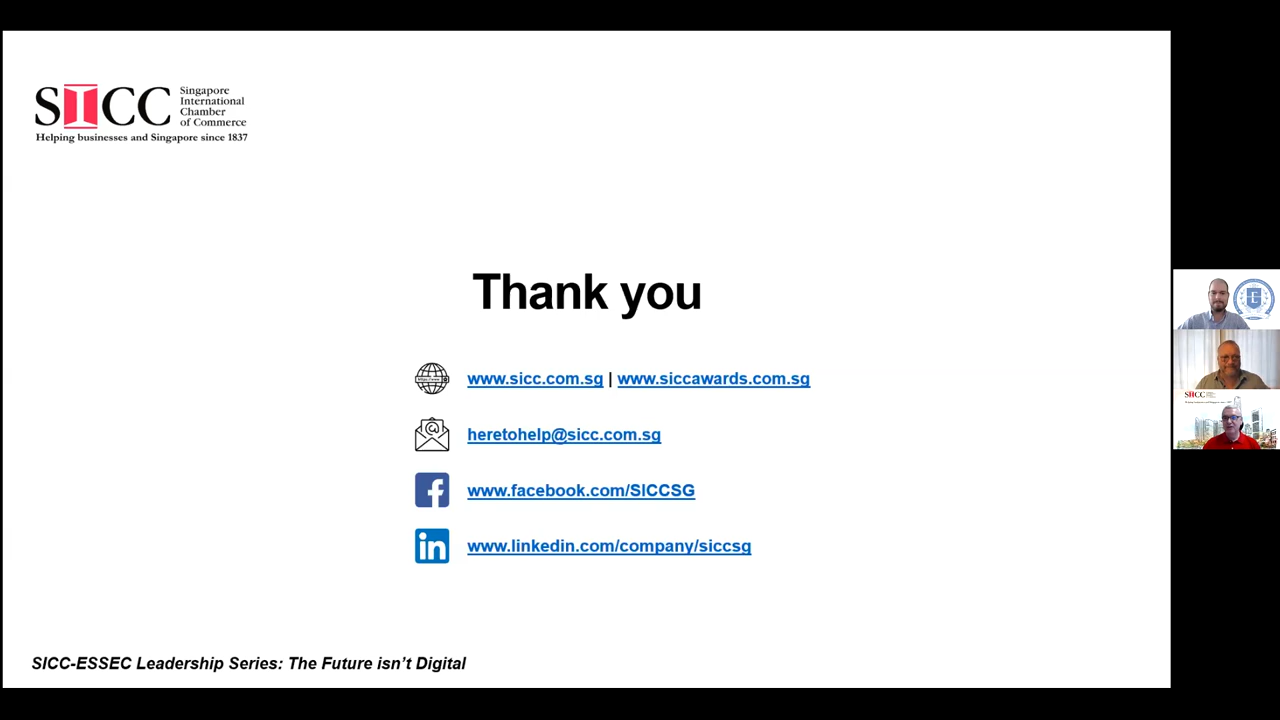 SICC
Singapore
International
Chamber
of Commerce
Helping businesses and Singapore since 1837
Thank you
www.sicc.com.sg | www.siccawards.com.sg
heretohelp@sicc.com.sg
www.facebook.com/SICCSG
www.linkedin.com/company/siccsg
SICC-ESSEC Leadership Series: The Future isn't Digital
SICC